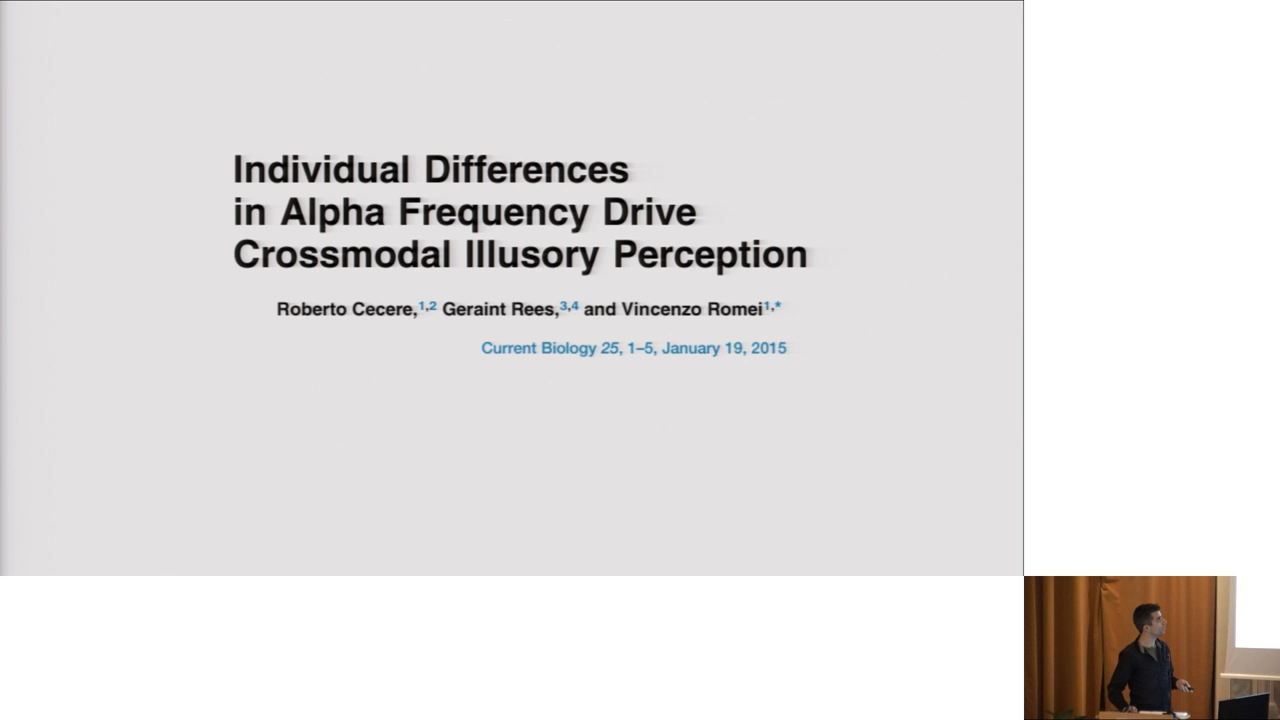 Individual Differences
in Alpha Frequency Drive
Crossmodal Illusory Perception
Roberto Cecere,1,2 Geraint Rees,3,4 and Vincenzo Romei1,*
Current Biology 25, 1–5, January 19, 2015